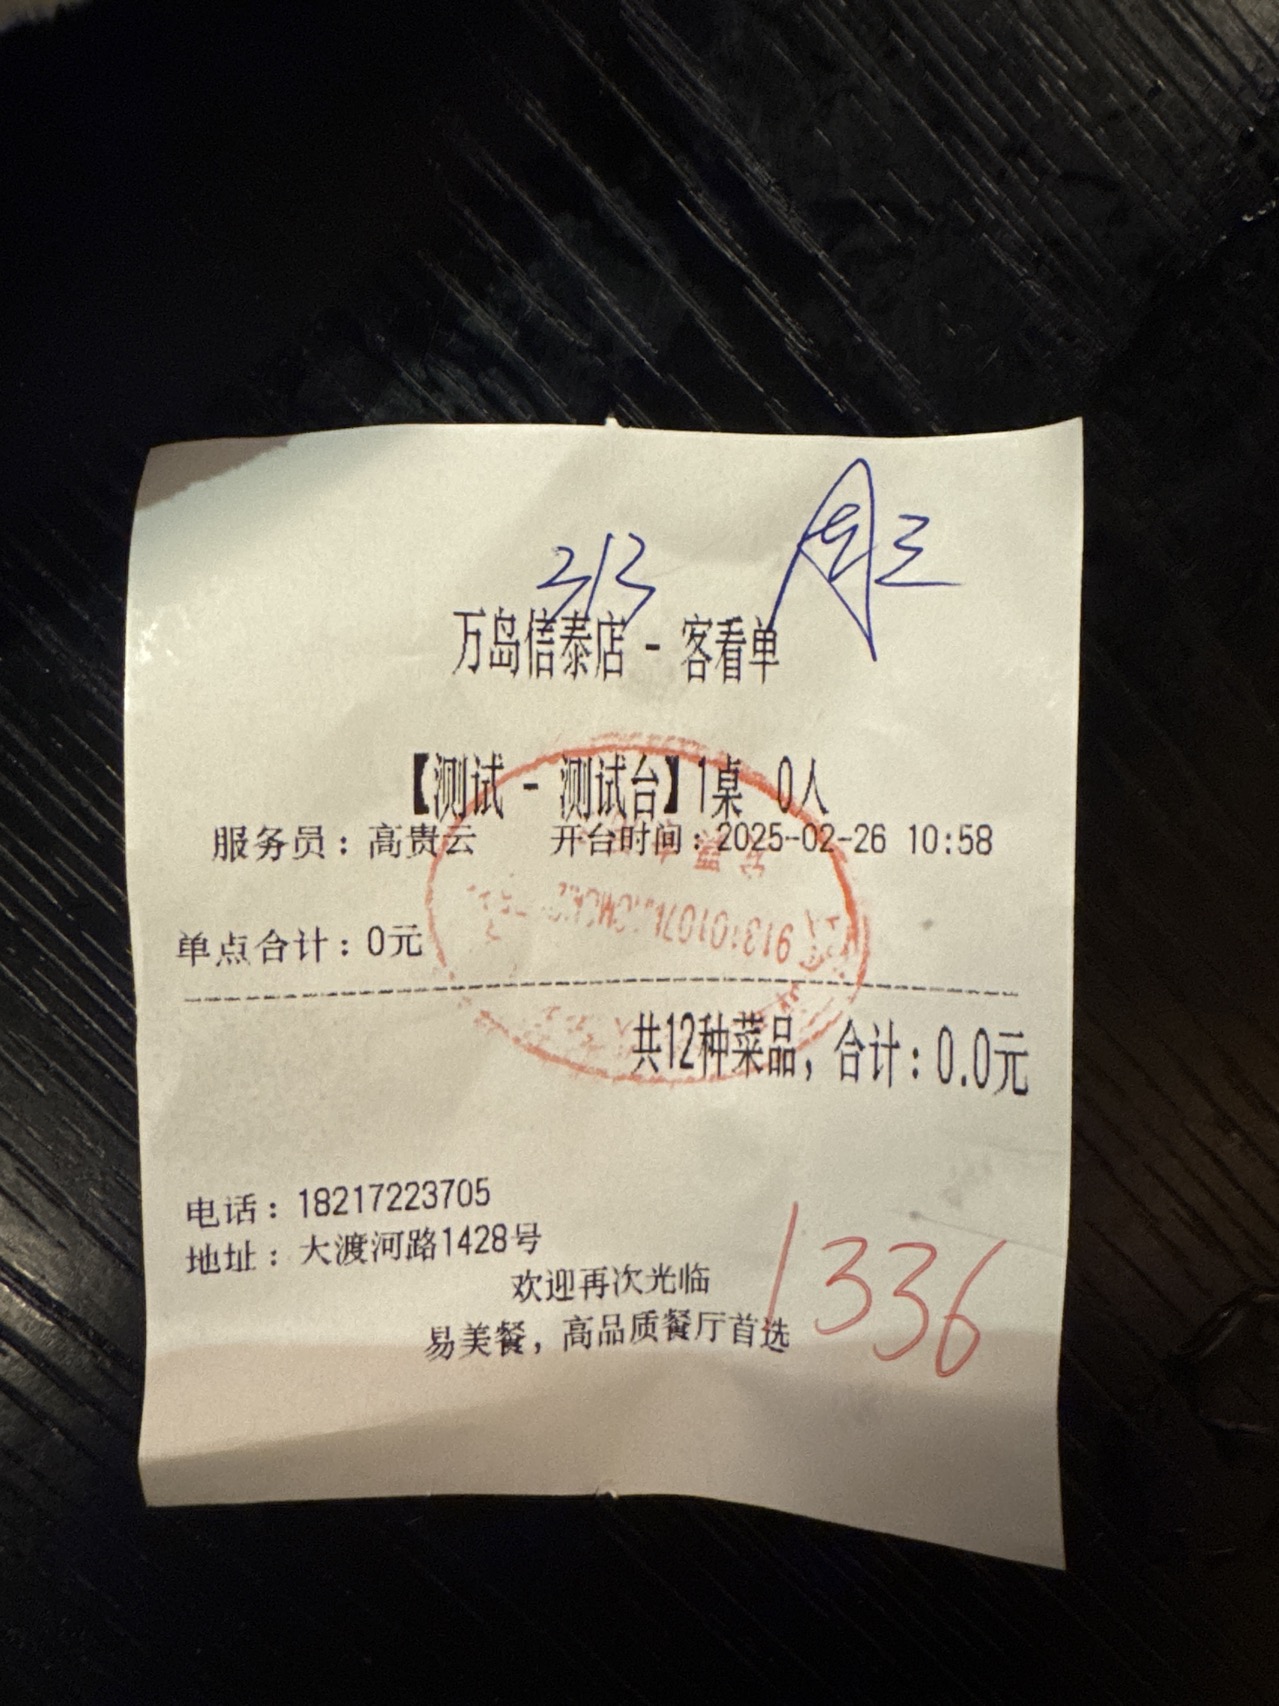 213 周三
万岛信泰店 - 客看单
【测试 - 测试台】1桌 0人
服务员：高贵云 开台时间：2025-02-26 10:58
单点合计：0元
共12种菜品，合计：0.0元
电话：18217223705
地址：大渡河路1428号
欢迎再次光临
易美餐，高品质餐厅首选
1336